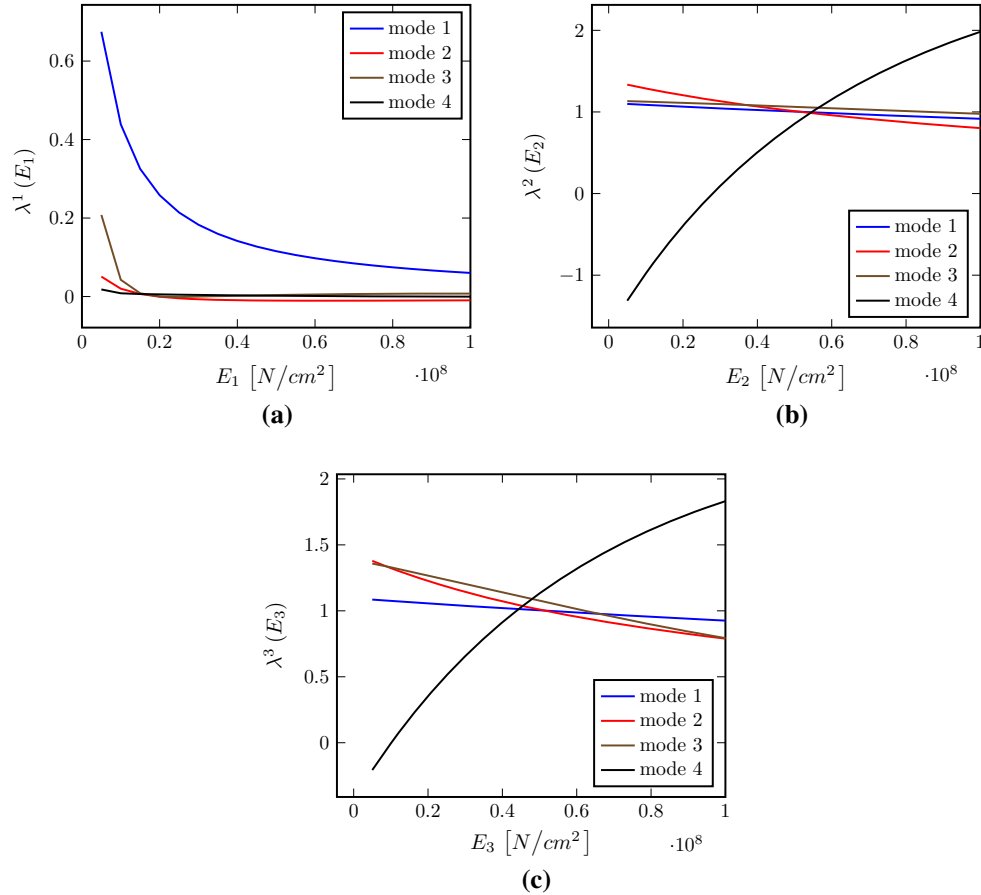 0.6
0.4
0.2
0
λ¹ (E₁)
mode 1
mode 2
mode 3
mode 4
0 0.2 0.4 0.6 0.8 1
E₁ [N/cm²] ·10⁸
(a)
2
1
0
−1
λ² (E₂)
mode 1
mode 2
mode 3
mode 4
0 0.2 0.4 0.6 0.8 1
E₂ [N/cm²] ·10⁸
(b)
2
1.5
1
0.5
0
λ³ (E₃)
mode 1
mode 2
mode 3
mode 4
0 0.2 0.4 0.6 0.8 1
E₃ [N/cm²] ·10⁸
(c)